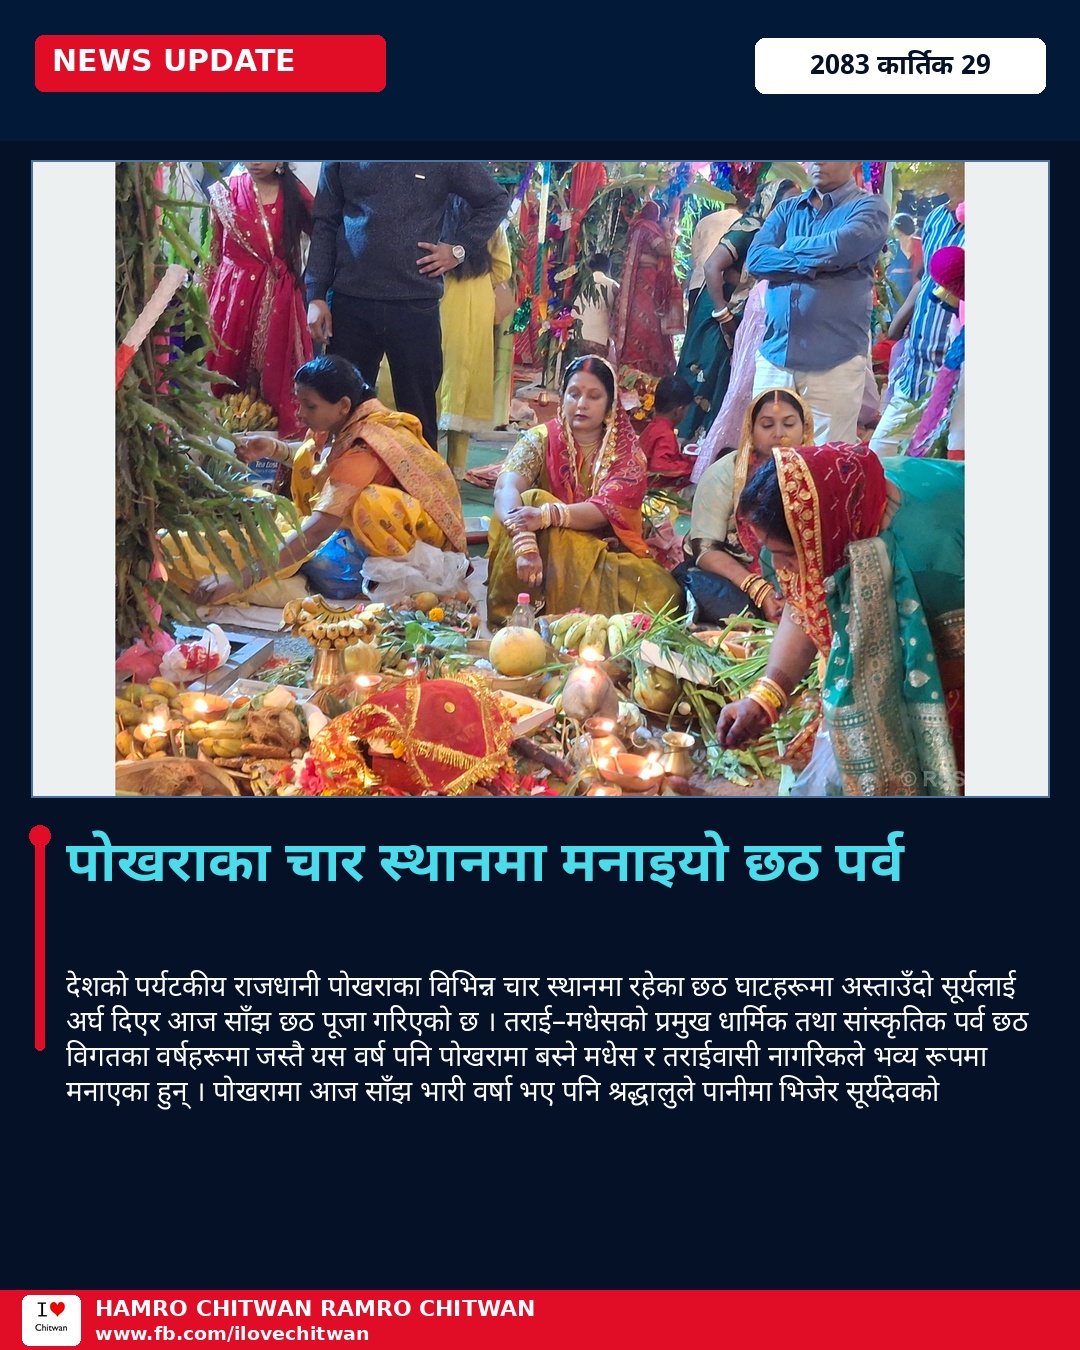 NEWS UPDATE
2083 कार्तिक 29
पोखराका चार स्थानमा मनाइयो छठ पर्व
देशको पर्यटकीय राजधानी पोखराका विभिन्न चार स्थानमा रहेका छठ घाटहरूमा अस्ताउँदो सूर्यलाई
अर्घ दिएर आज साँझ छठ पूजा गरिएको छ । तराई–मधेसको प्रमुख धार्मिक तथा सांस्कृतिक पर्व छठ
विगतका वर्षहरूमा जस्तै यस वर्ष पनि पोखरामा बस्ने मधेस र तराईवासी नागरिकले भव्य रूपमा
मनाएका हुन् । पोखरामा आज साँझ भारी वर्षा भए पनि श्रद्धालुले पानीमा भिजेर सूर्यदेवको
I❤
Chitwan
HAMRO CHITWAN RAMRO CHITWAN
www.fb.com/ilovechitwan